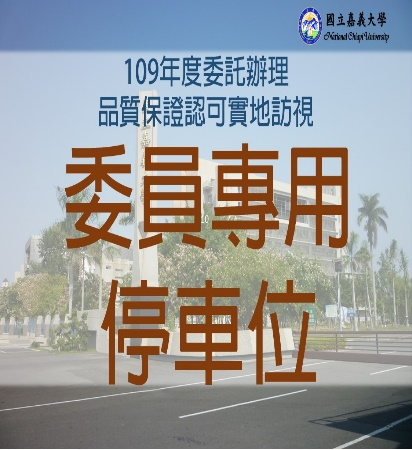 國立嘉義大學
National Chiayi University
109年度委託辦理
品質保證認可實地訪視
委員專用
停車位